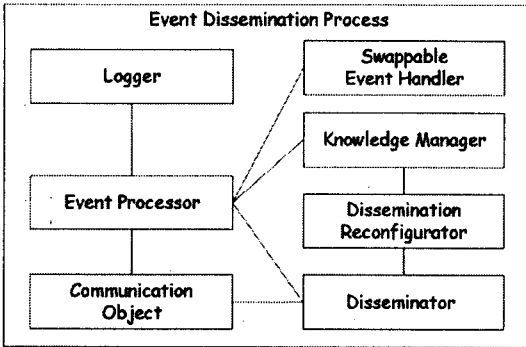 Event Dissemination Process
Logger
Swappable
Event Handler
Knowledge Manager
Event Processor
Dissemination
Reconfigurator
Communication
Object
Disseminator